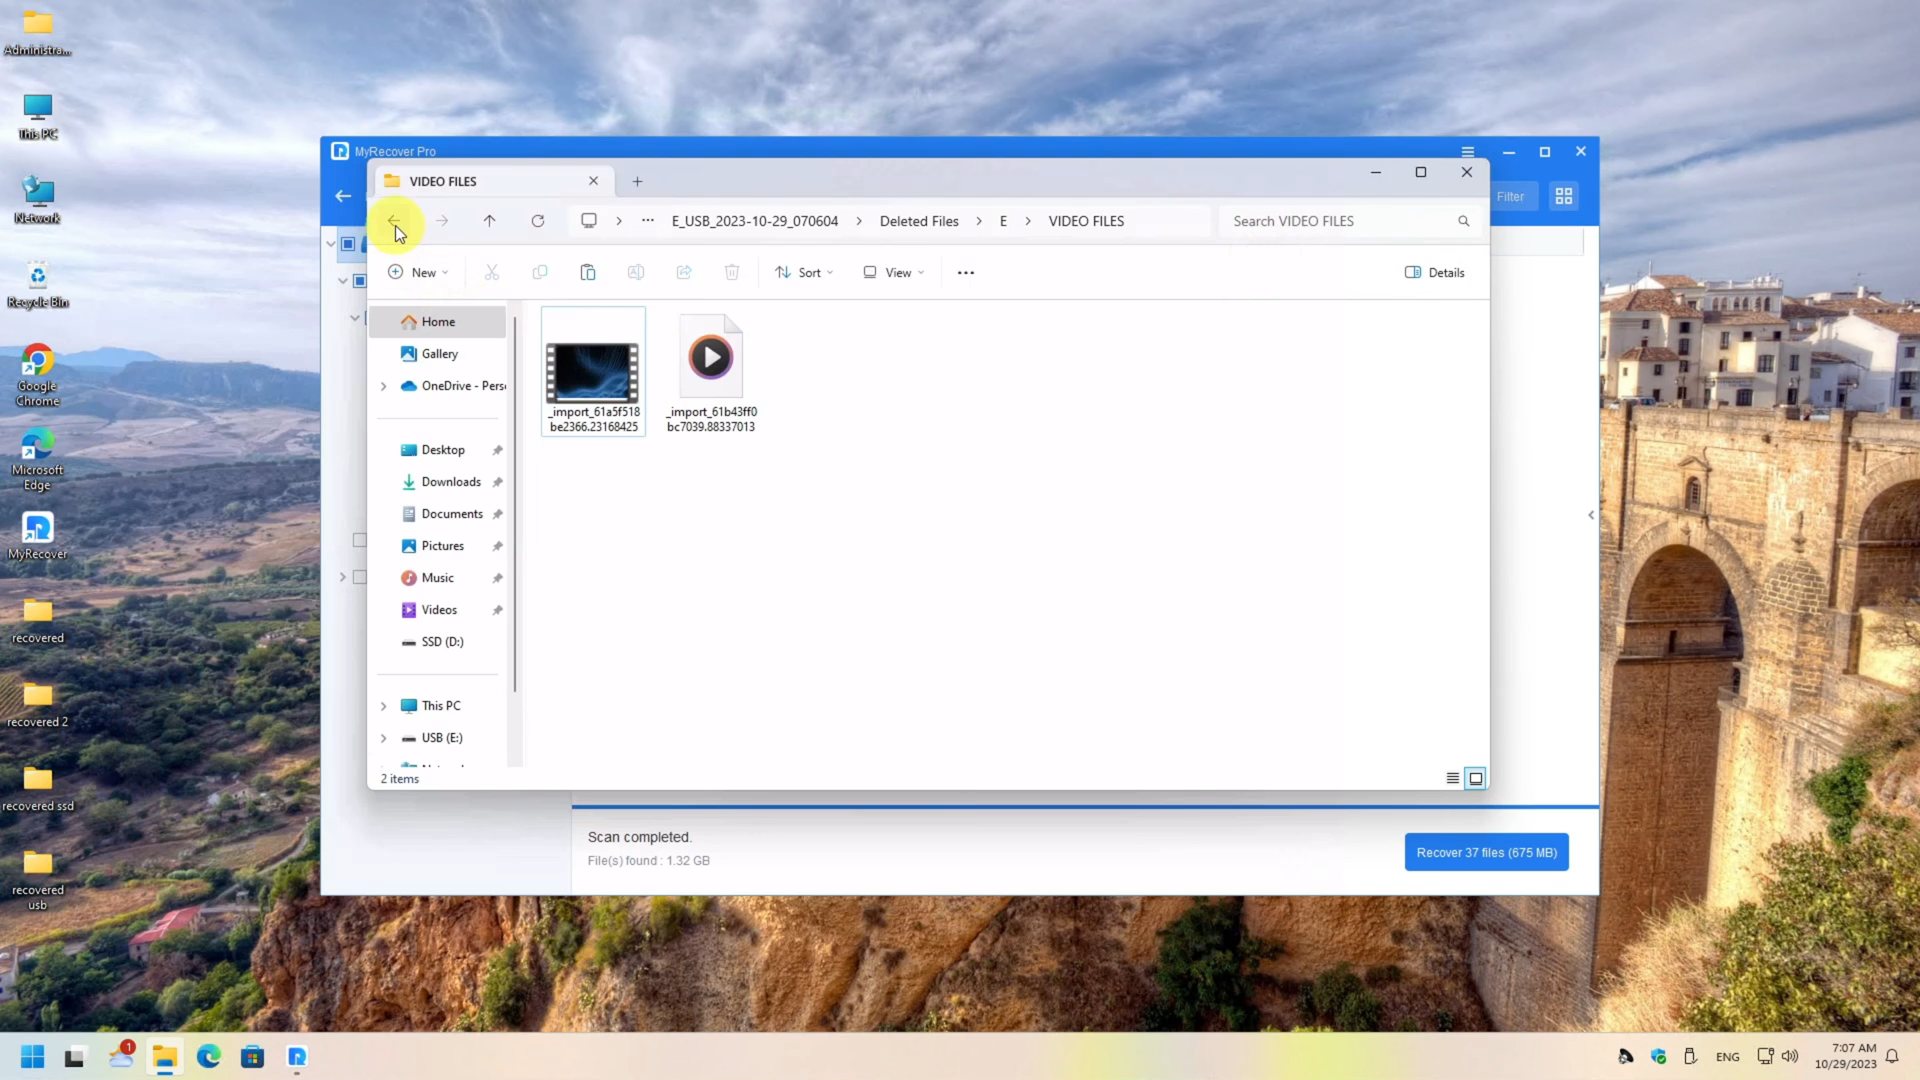 Administra...
This PC
Network
Recycle Bin
Google
Chrome
Microsoft
Edge
MyRecover
recovered
recovered 2
recovered ssd
recovered
usb
MyRecover Pro
Filter
VIDEO FILES
E_USB_2023-10-29_070604
Deleted Files
E
VIDEO FILES
Search VIDEO FILES
New
Sort
View
Details
Home
Gallery
OneDrive - Pers
Desktop
Downloads
Documents
Pictures
Music
Videos
SSD (D:)
This PC
USB (E:)
_import_61a5f518
be2366.23168425
_import_61b43ff0
bc7039.88337013
2 items
Scan completed.
File(s) found : 1.32 GB
Recover 37 files (675 MB)
1
ENG
7:07 AM
10/29/2023